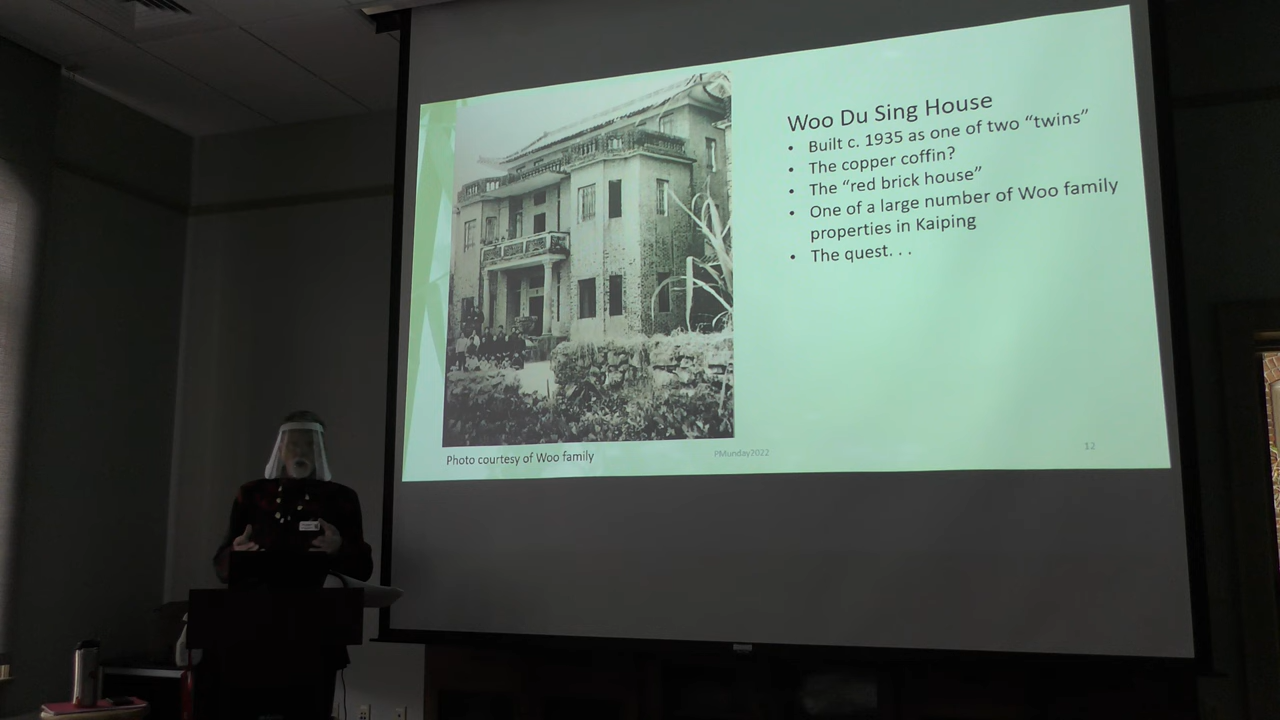 Woo Du Sing House
• Built c. 1935 as one of two “twins”
• The copper coffin?
• The “red brick house”
• One of a large number of Woo family
properties in Kaiping
• The quest. . .
Photo courtesy of Woo family
PMunday2022
12